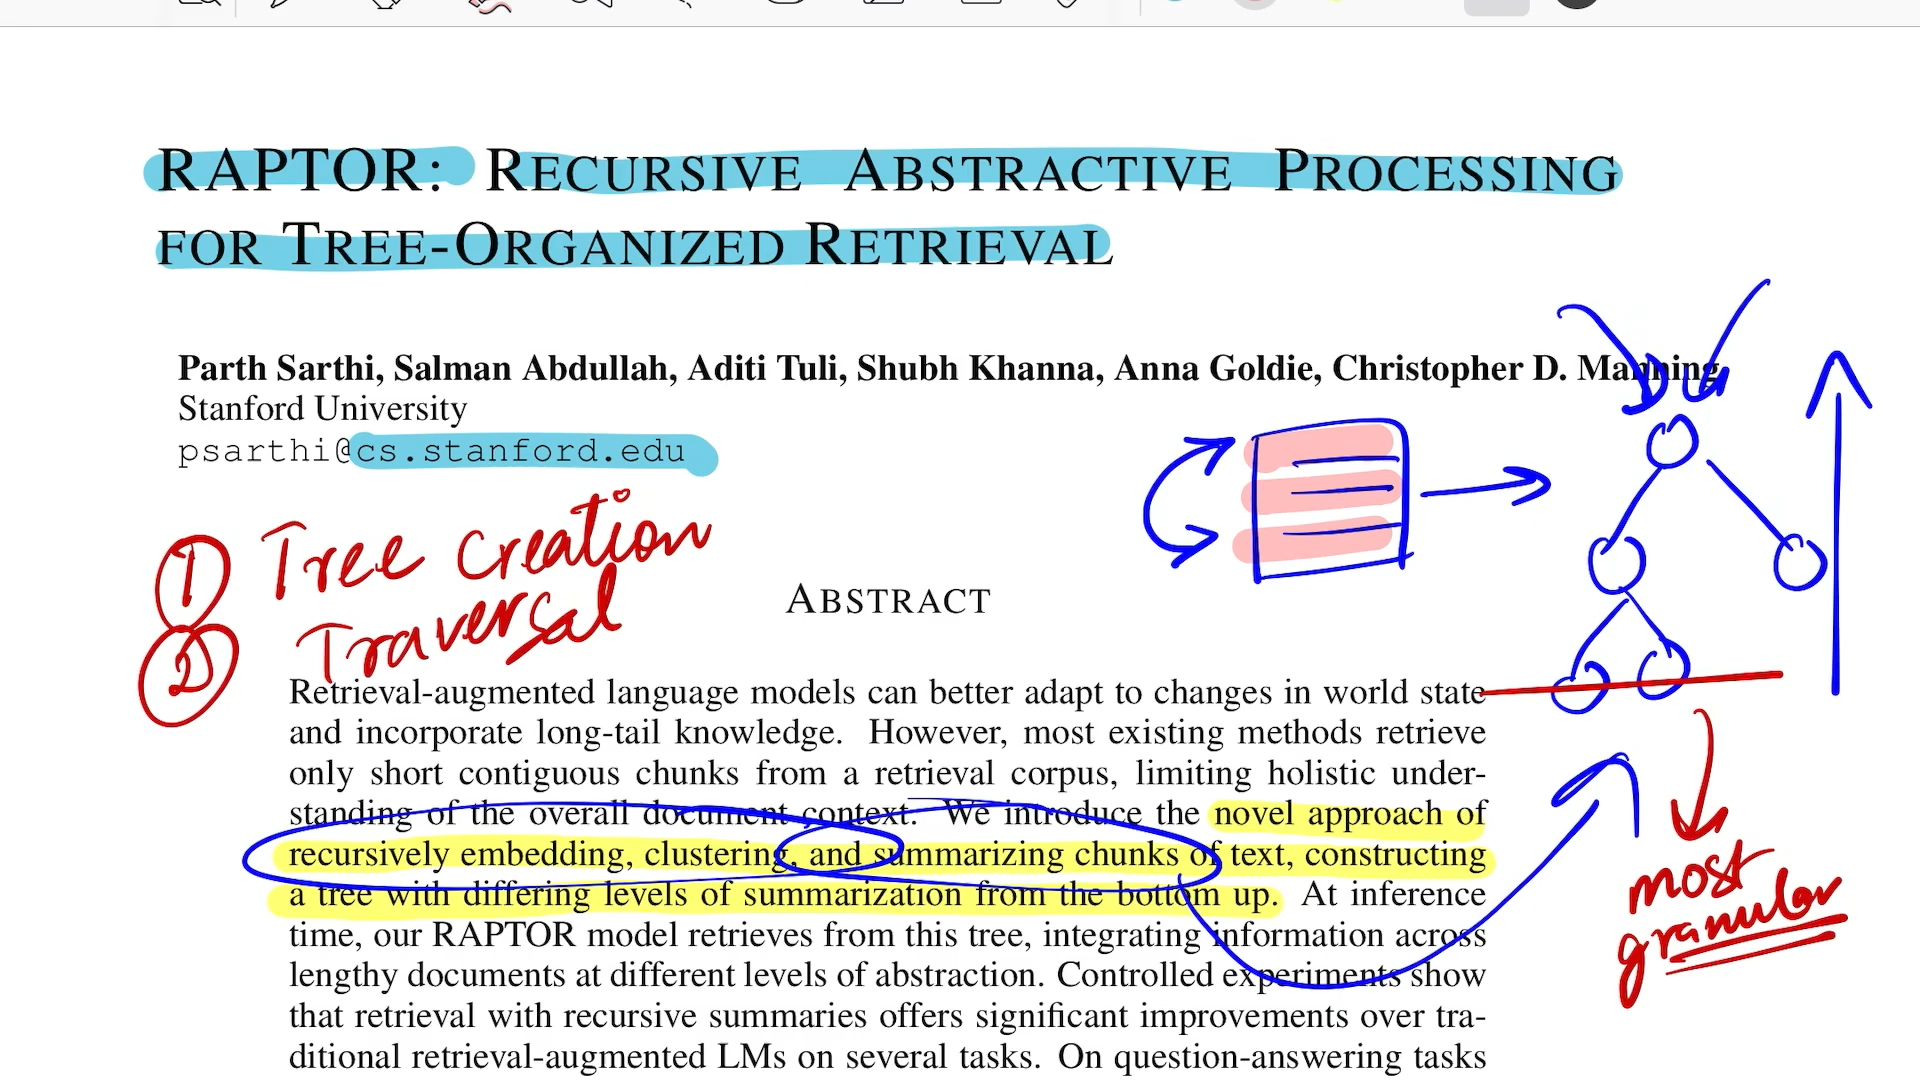 RAPTOR: RECURSIVE ABSTRACTIVE PROCESSING
FOR TREE-ORGANIZED RETRIEVAL
Parth Sarthi, Salman Abdullah, Aditi Tuli, Shubh Khanna, Anna Goldie, Christopher D. Manning
Stanford University
psarthi@cs.stanford.edu
1 Tree creation
2 Traversal
ABSTRACT
Retrieval-augmented language models can better adapt to changes in world state
and incorporate long-tail knowledge. However, most existing methods retrieve
only short contiguous chunks from a retrieval corpus, limiting holistic under-
standing of the overall document context. We introduce the novel approach of
recursively embedding, clustering, and summarizing chunks of text, constructing
a tree with differing levels of summarization from the bottom up. At inference
time, our RAPTOR model retrieves from this tree, integrating information across
lengthy documents at different levels of abstraction. Controlled experiments show
that retrieval with recursive summaries offers significant improvements over tra-
ditional retrieval-augmented LMs on several tasks. On question-answering tasks
most
granular